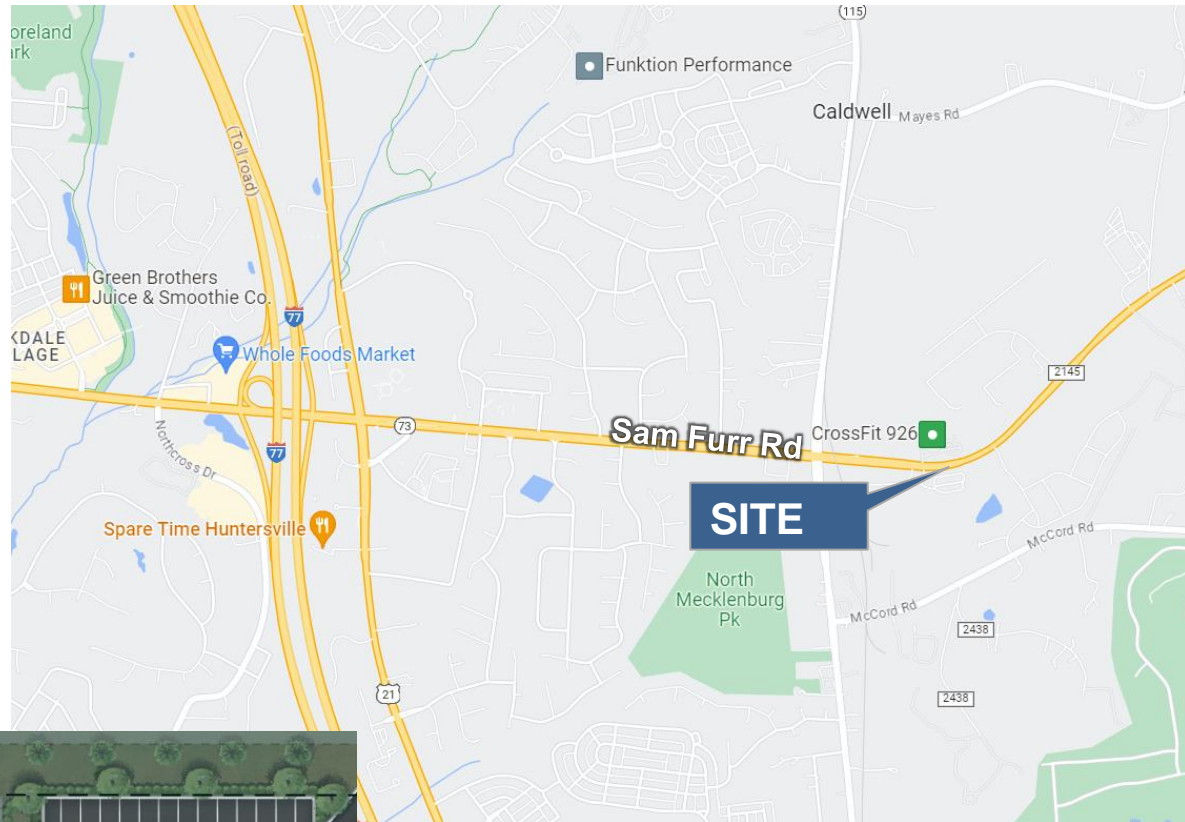 oreland
ark
(115)
Funktion Performance
Caldwell
Mayes Rd
(Toll road)
Green Brothers
Juice & Smoothie Co.
77
KDALE
LAGE
Whole Foods Market
2145
73
Sam Furr Rd
CrossFit 926
77
Northcross Dr
SITE
Spare Time Huntersville
McCord Rd
North
Mecklenburg
Pk
McCord Rd
2438
21
2438